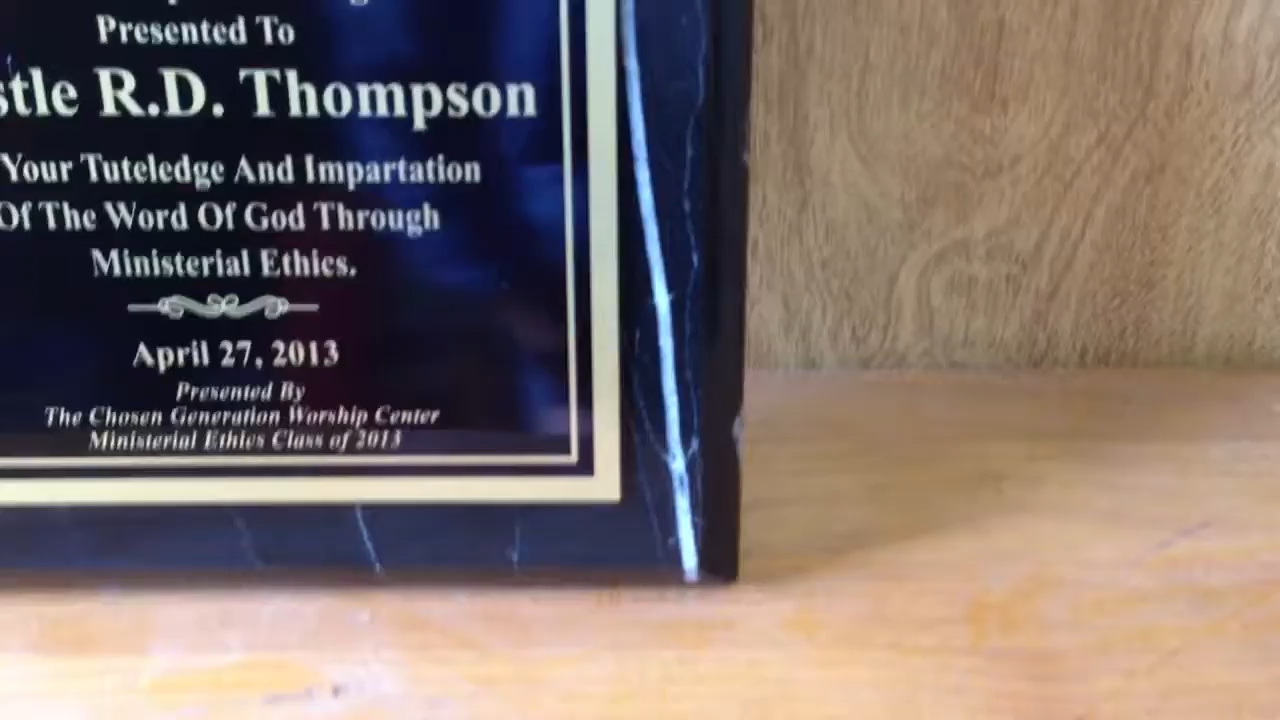 Presented To
stle R.D. Thompson
Your Tuteledge And Impartation
Of The Word Of God Through
Ministerial Ethics.
April 27, 2013
Presented By
The Chosen Generation Worship Center
Ministerial Ethics Class of 2013